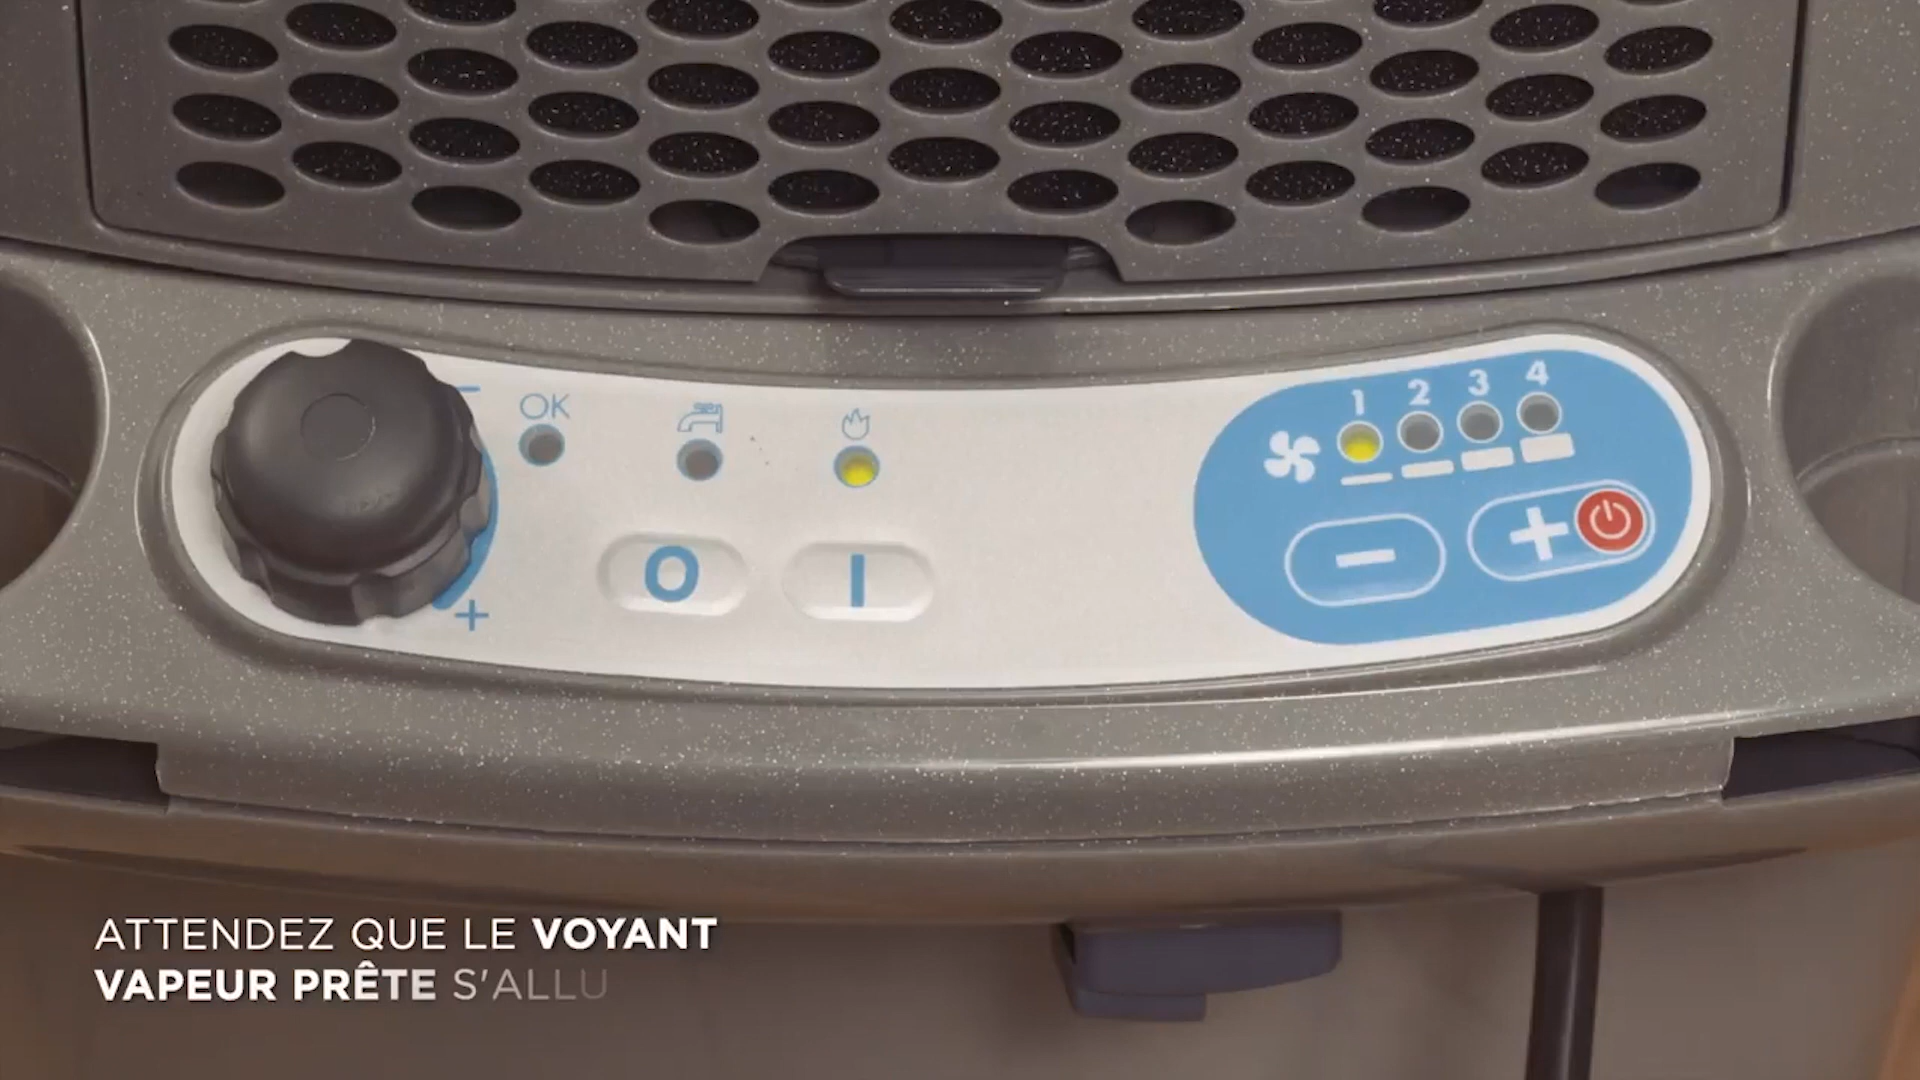 1 2 3 4
OK
− +
O I
+
ATTENDEZ QUE LE VOYANT
VAPEUR PRÊTE S'ALLU